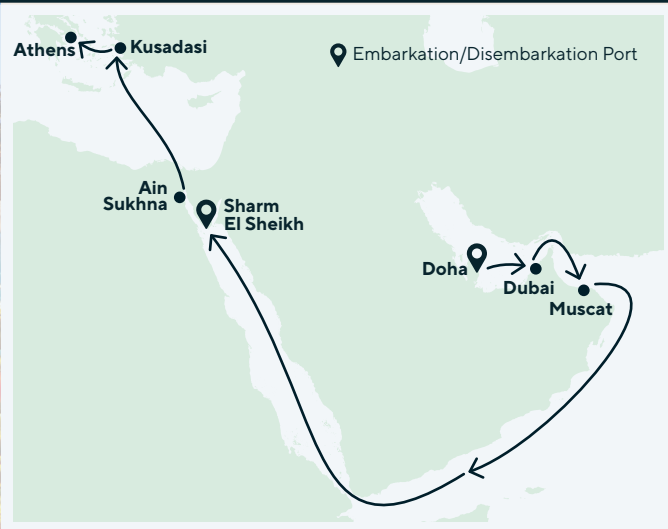 Athens
Kusadasi
Embarkation/Disembarkation Port
Ain
Sukhna
Sharm
El Sheikh
Doha
Dubai
Muscat